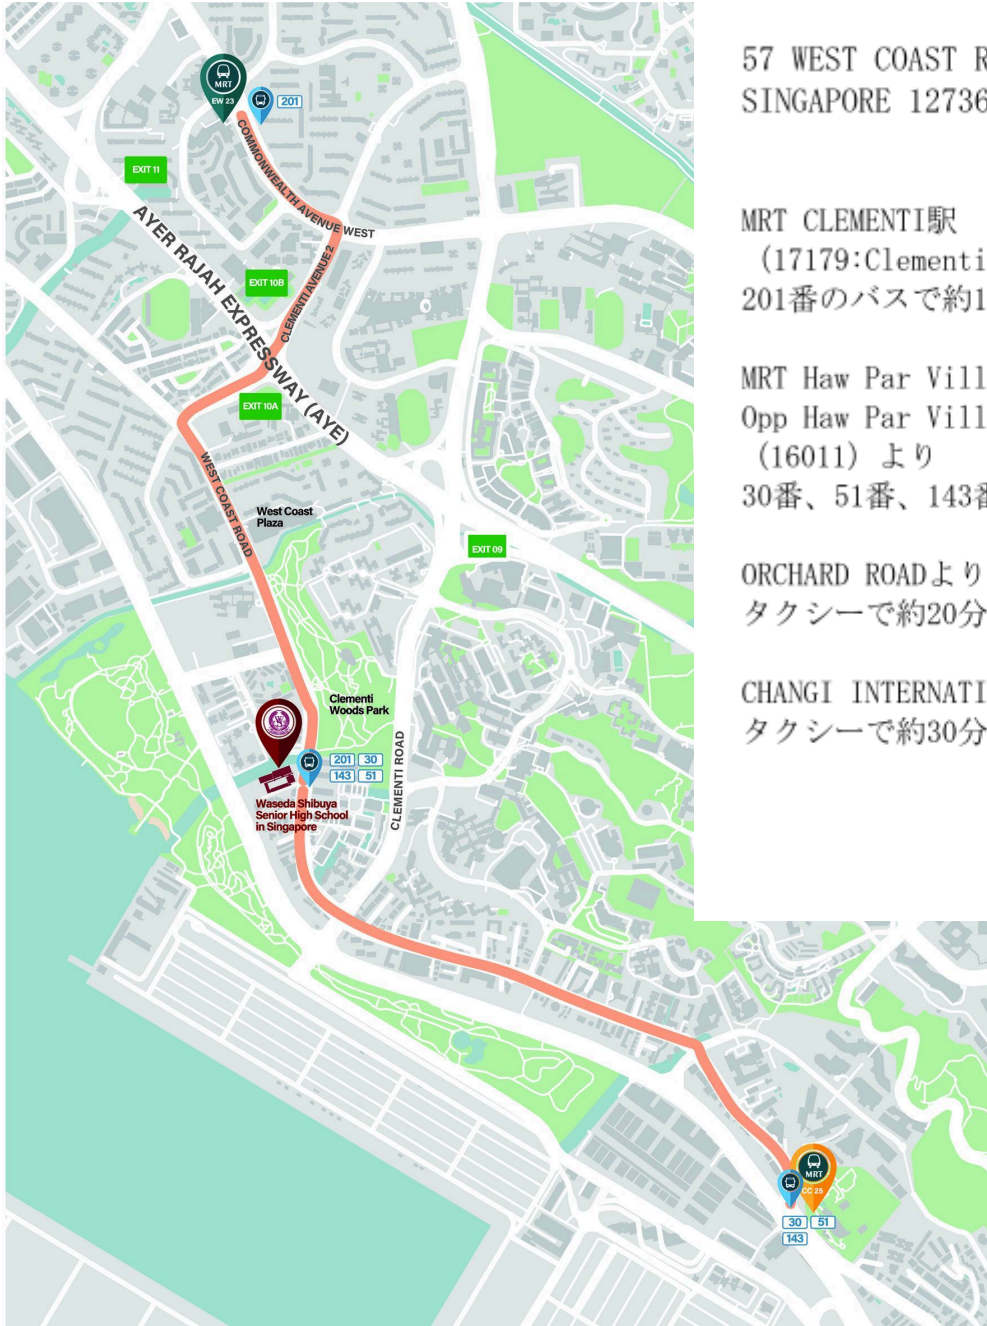 MRT
EW 23
201
EXIT 11
COMMONWEALTH AVENUE WEST
AYER RAJAH EXPRESSWAY (AYE)
EXIT 10B
CLEMENTI AVENUE 2
EXIT 10A
WEST COAST ROAD
West Coast
Plaza
EXIT 09
Clementi
Woods Park
CLEMENTI ROAD
201 30
143 51
Waseda Shibuya
Senior High School
in Singapore
MRT
CC 25
30 51
143
57 WEST COAST
SINGAPORE 12736
MRT CLEMENTI駅
(17179:Clementi
201番のバスで約1
MRT Haw Par Vill
Opp Haw Par Vill
(16011) より
30番、51番、143番
ORCHARD ROADより
タクシーで約20分
CHANGI INTERNATI
タクシーで約30分